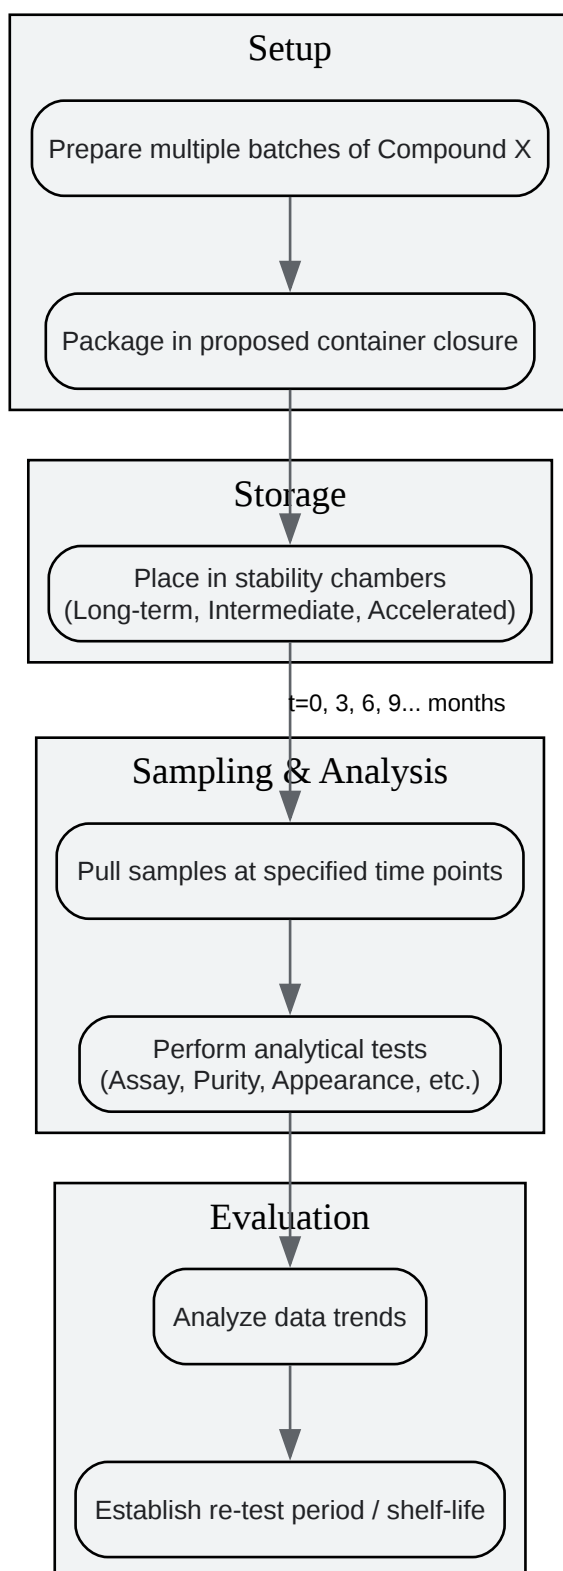 Setup
Prepare multiple batches of Compound X
Package in proposed container closure
Storage
Place in stability chambers
(Long-term, Intermediate, Accelerated)
t=0, 3, 6, 9... months
Sampling & Analysis
Pull samples at specified time points
Perform analytical tests
(Assay, Purity, Appearance, etc.)
Evaluation
Analyze data trends
Establish re-test period / shelf-life